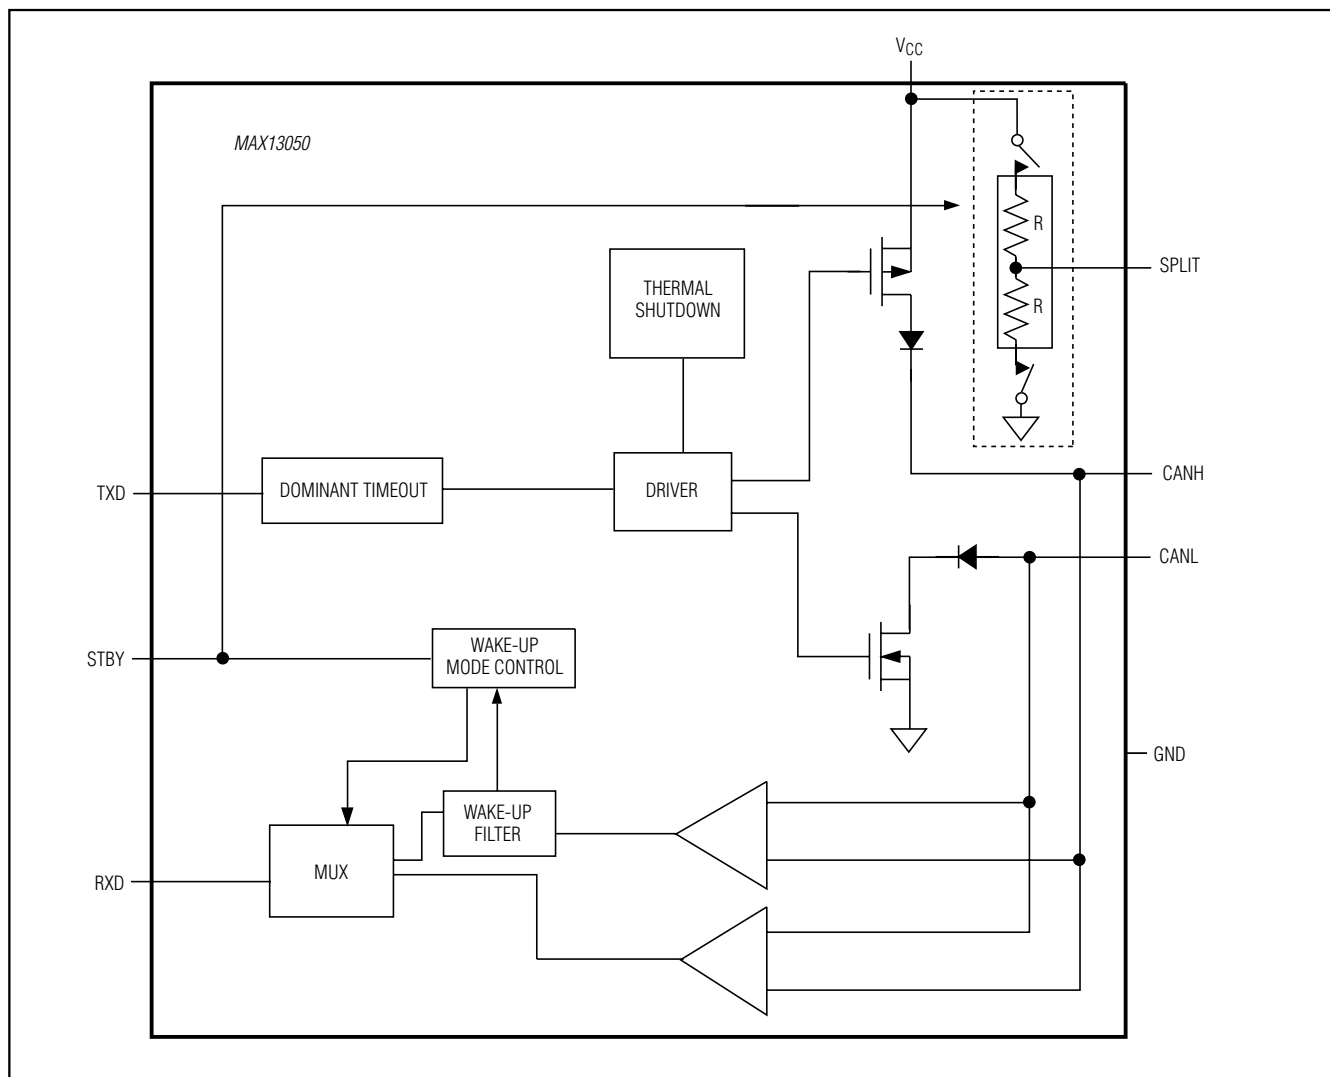 VCC
MAX13050
R
THERMAL
SHUTDOWN
SPLIT
R
CANH
TXD
DOMINANT TIMEOUT
DRIVER
CANL
STBY
WAKE-UP
MODE CONTROL
GND
WAKE-UP
FILTER
MUX
RXD